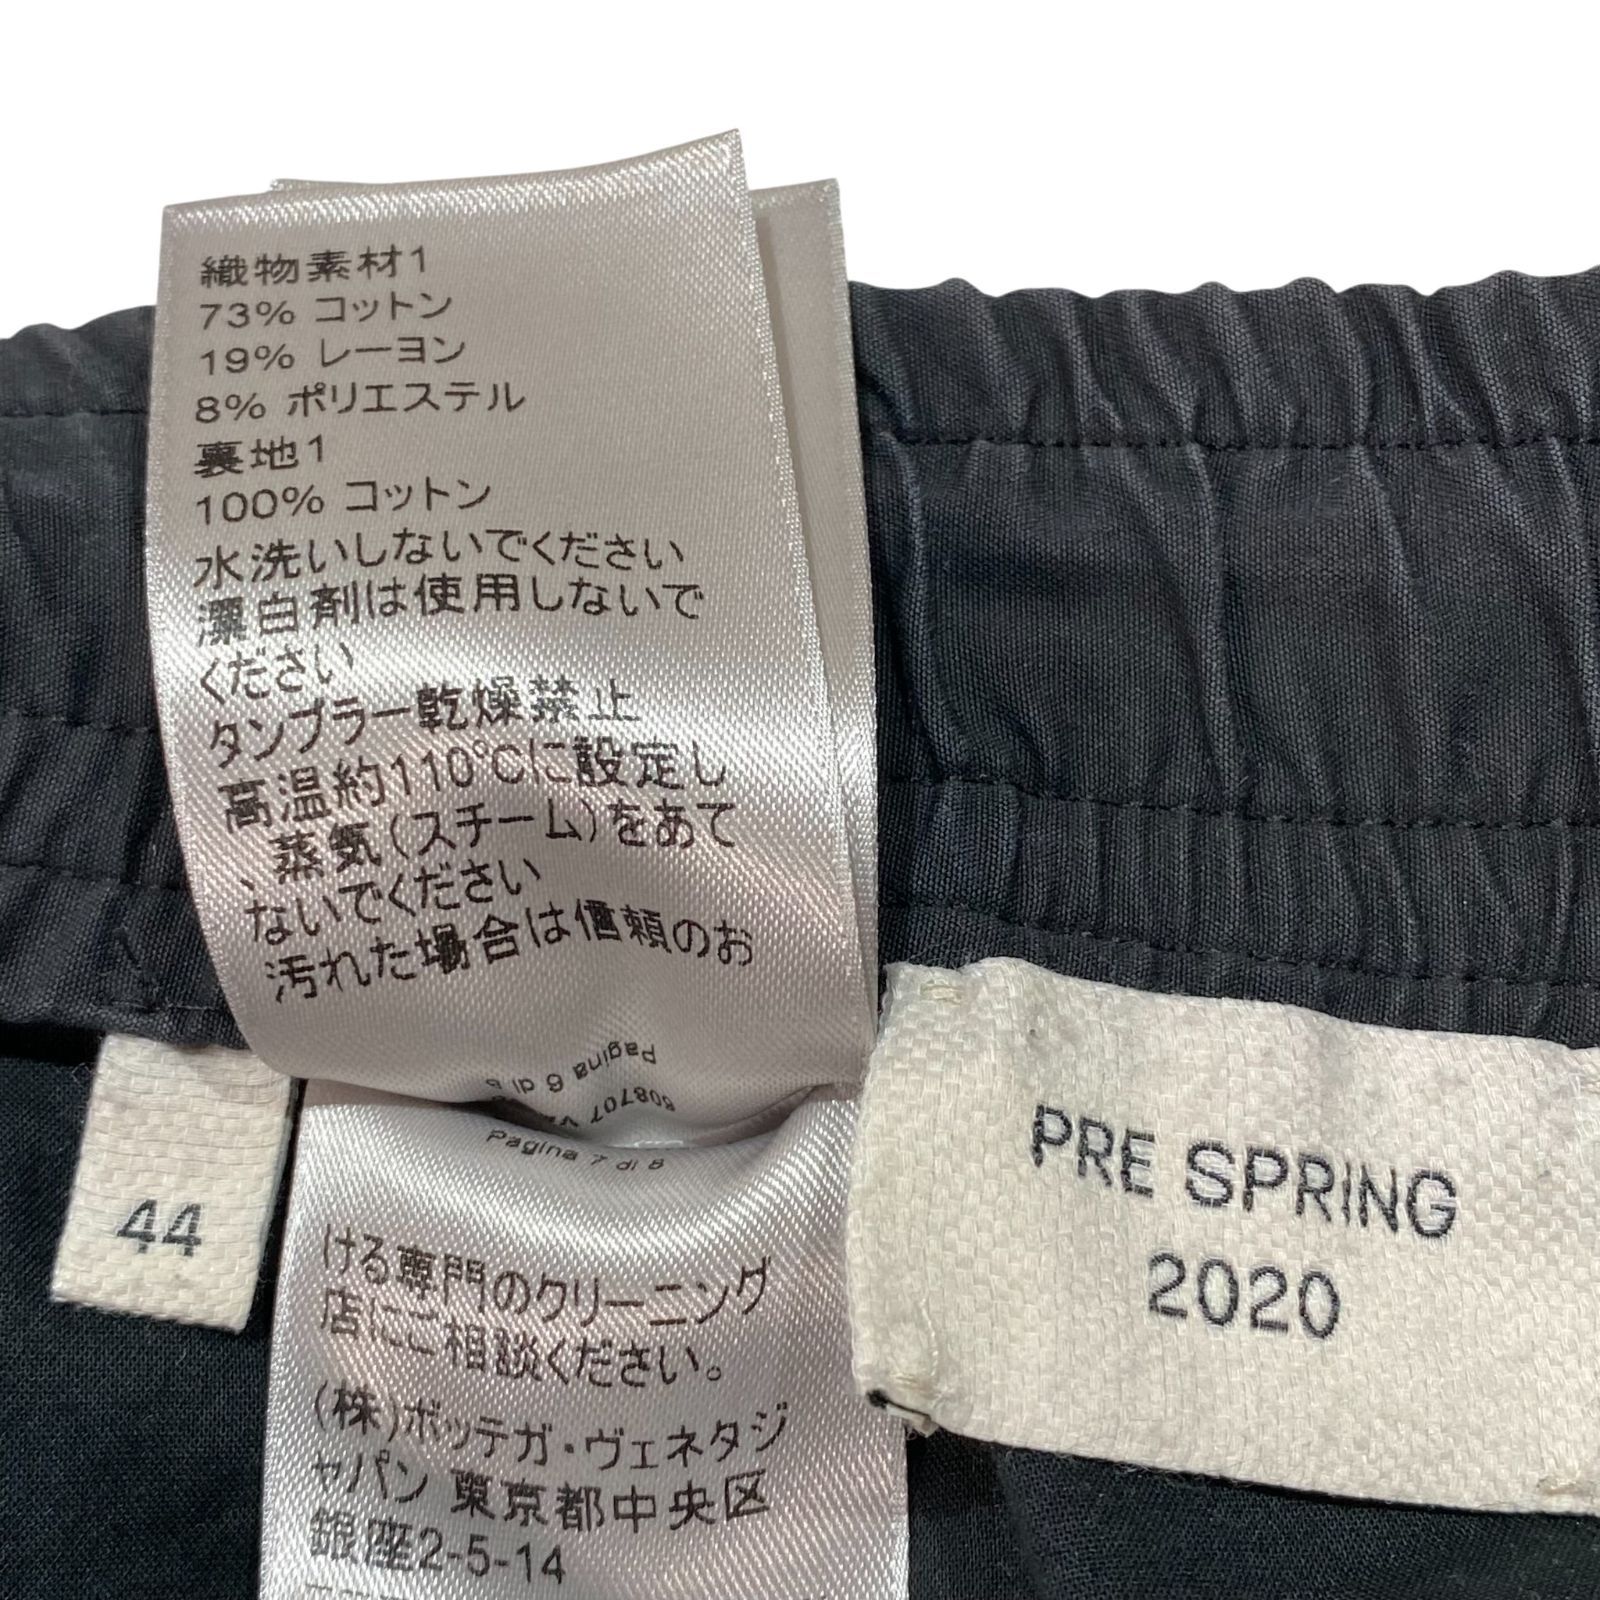 織物素材1
73% コットン
19% レーヨン
8% ポリエステル
裏地1
100% コットン
水洗いしないでください
漂白剤は使用しないで
ください
タンブラー乾燥禁止
高温約110℃に設定し
、蒸気(スチーム)をあて
ないでください
汚れた場合は信頼のお
Pagina 6 di 8
608707
Pagina 7 di 8
ける専門のクリーニング
店にご相談ください。
(株)ボッテガ・ヴェネタジ
ャパン 東京都中央区
銀座2-5-14
44
PRE SPRING
2020